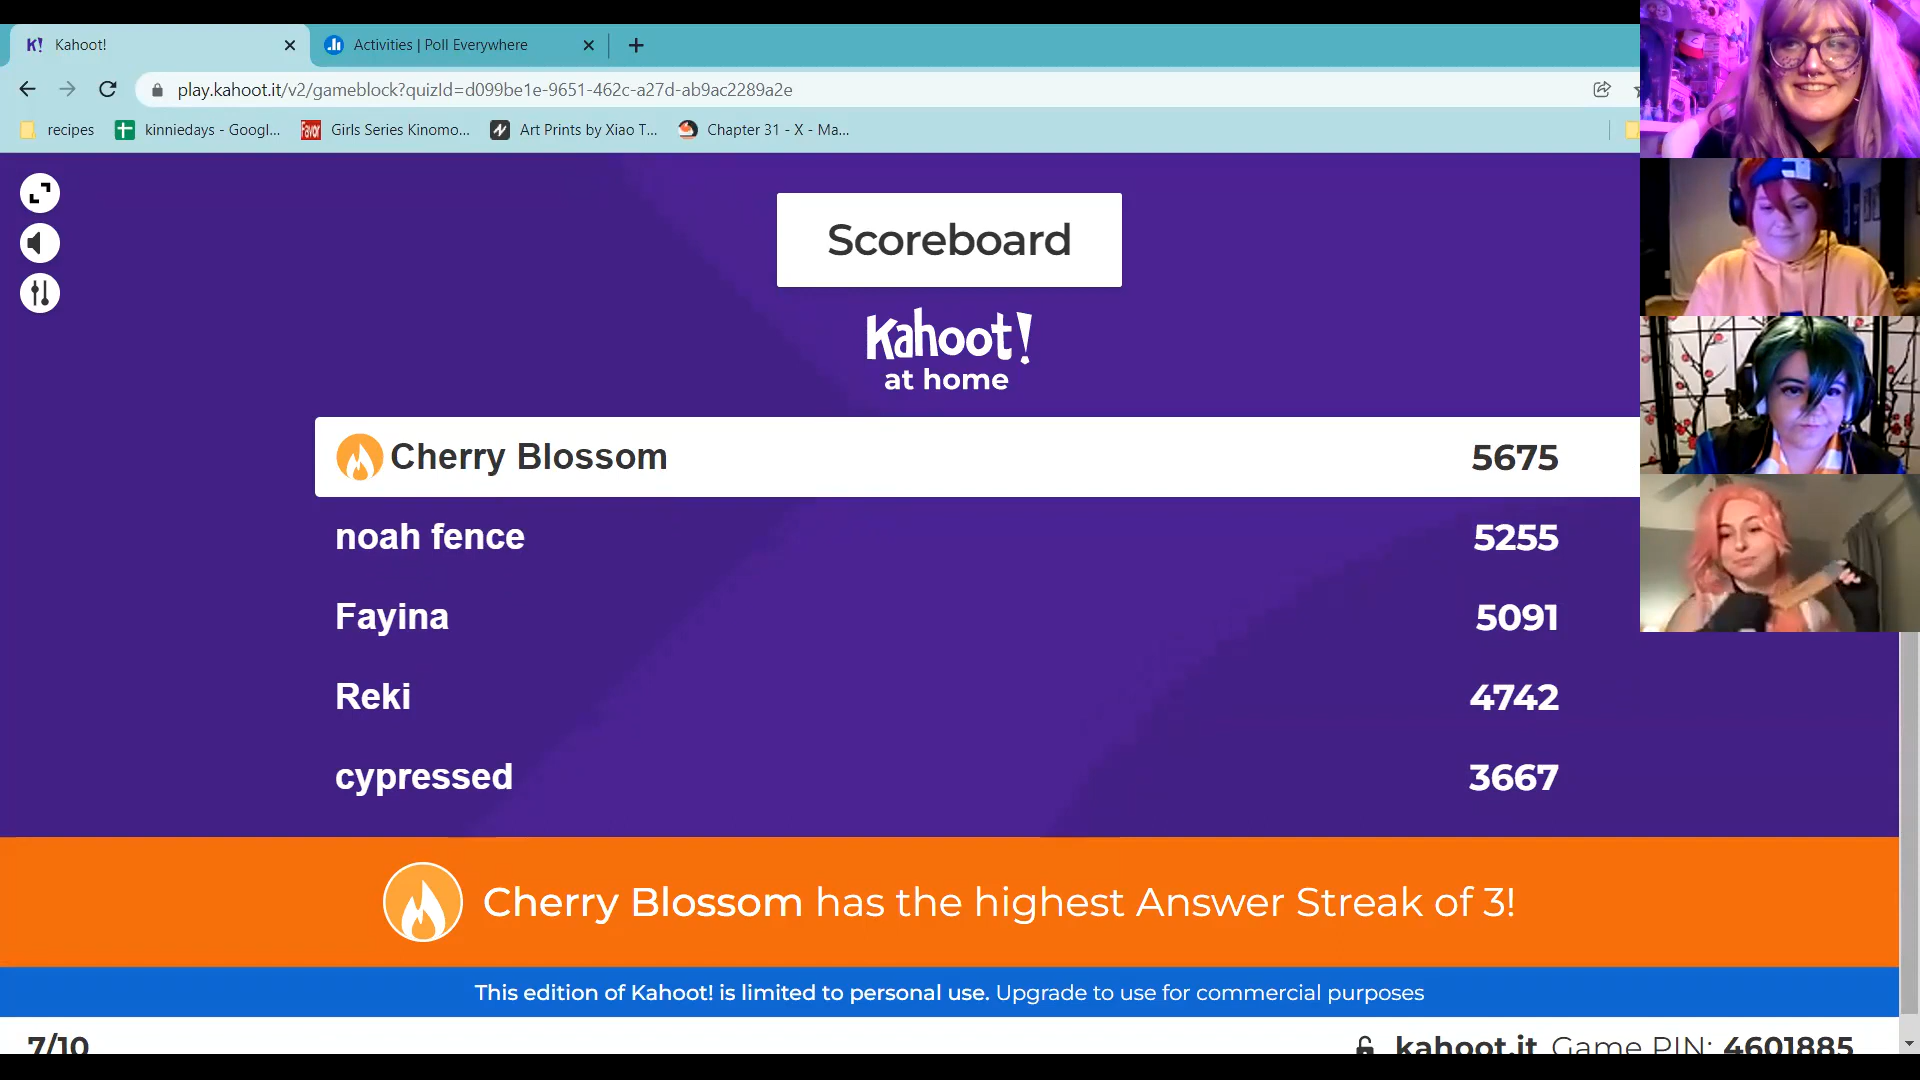 K! Kahoot!
Activities | Poll Everywhere
play.kahoot.it/v2/gameblock?quizId=d099be1e-9651-462c-a27d-ab9ac2289a2e
recipes
kinniedays - Googl...
Favor
Girls Series Kinomo...
Art Prints by Xiao T...
Chapter 31 - X - Ma...
Scoreboard
Kahoot!
at home
Cherry Blossom 5675
noah fence 5255
Fayina 5091
Reki 4742
cypressed 3667
Cherry Blossom has the highest Answer Streak of 3!
This edition of Kahoot! is limited to personal use. Upgrade to use for commercial purposes
7/10
kahoot.it Game PIN: 4601885